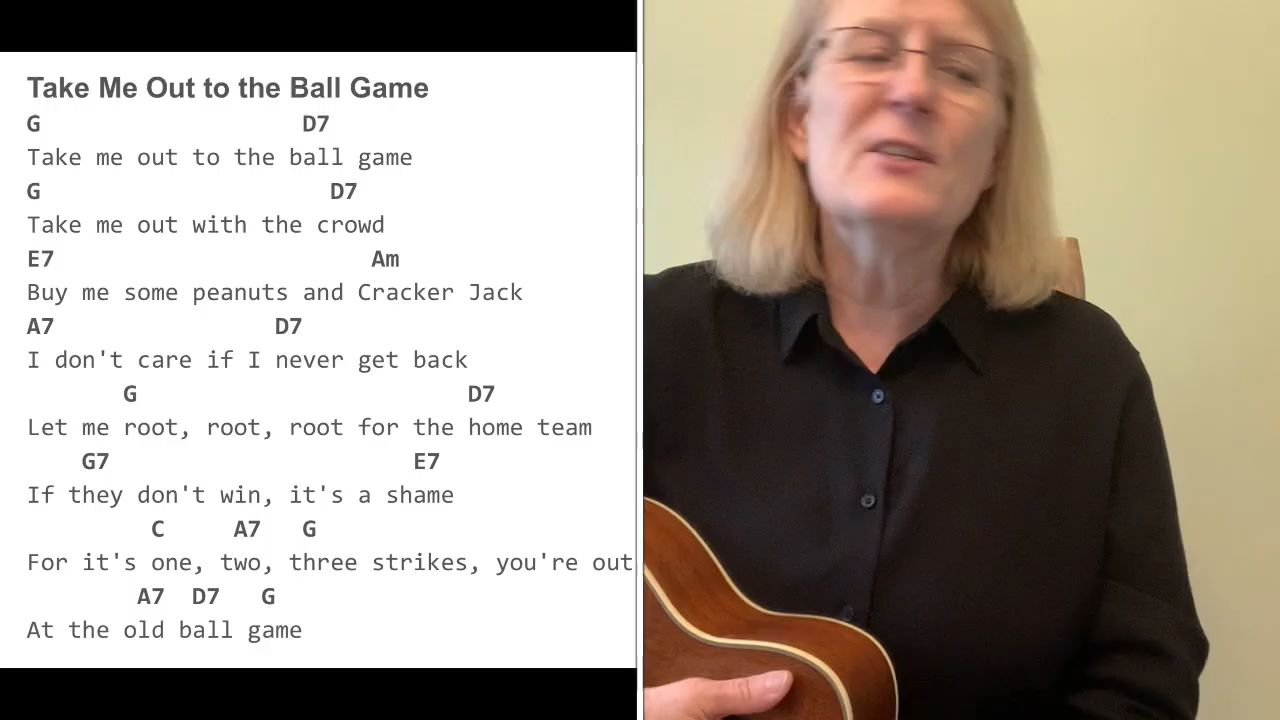 Take Me Out to the Ball Game
G D7
Take me out to the ball game
G D7
Take me out with the crowd
E7 Am
Buy me some peanuts and Cracker Jack
A7 D7
I don't care if I never get back
G D7
Let me root, root, root for the home team
G7 E7
If they don't win, it's a shame
C A7 G
For it's one, two, three strikes, you're out
A7 D7 G
At the old ball game